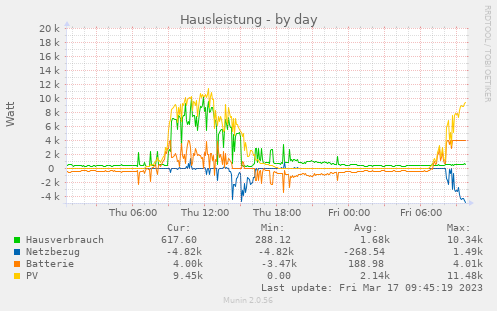 Hausleistung - by day
RRDTOOL / TOBI OETIKER
Watt
20 k
18 k
16 k
14 k
12 k
10 k
8 k
6 k
4 k
2 k
0
-2 k
-4 k
Thu 06:00 Thu 12:00 Thu 18:00 Fri 00:00 Fri 06:00
Cur: Min: Avg: Max:
Hausverbrauch 617.60 288.12 1.68k 10.34k
Netzbezug -4.82k -4.82k -268.54 1.49k
Batterie 4.00k -3.47k 188.98 4.01k
PV 9.45k 0.00 2.14k 11.48k
Last update: Fri Mar 17 09:45:19 2023
Munin 2.0.56